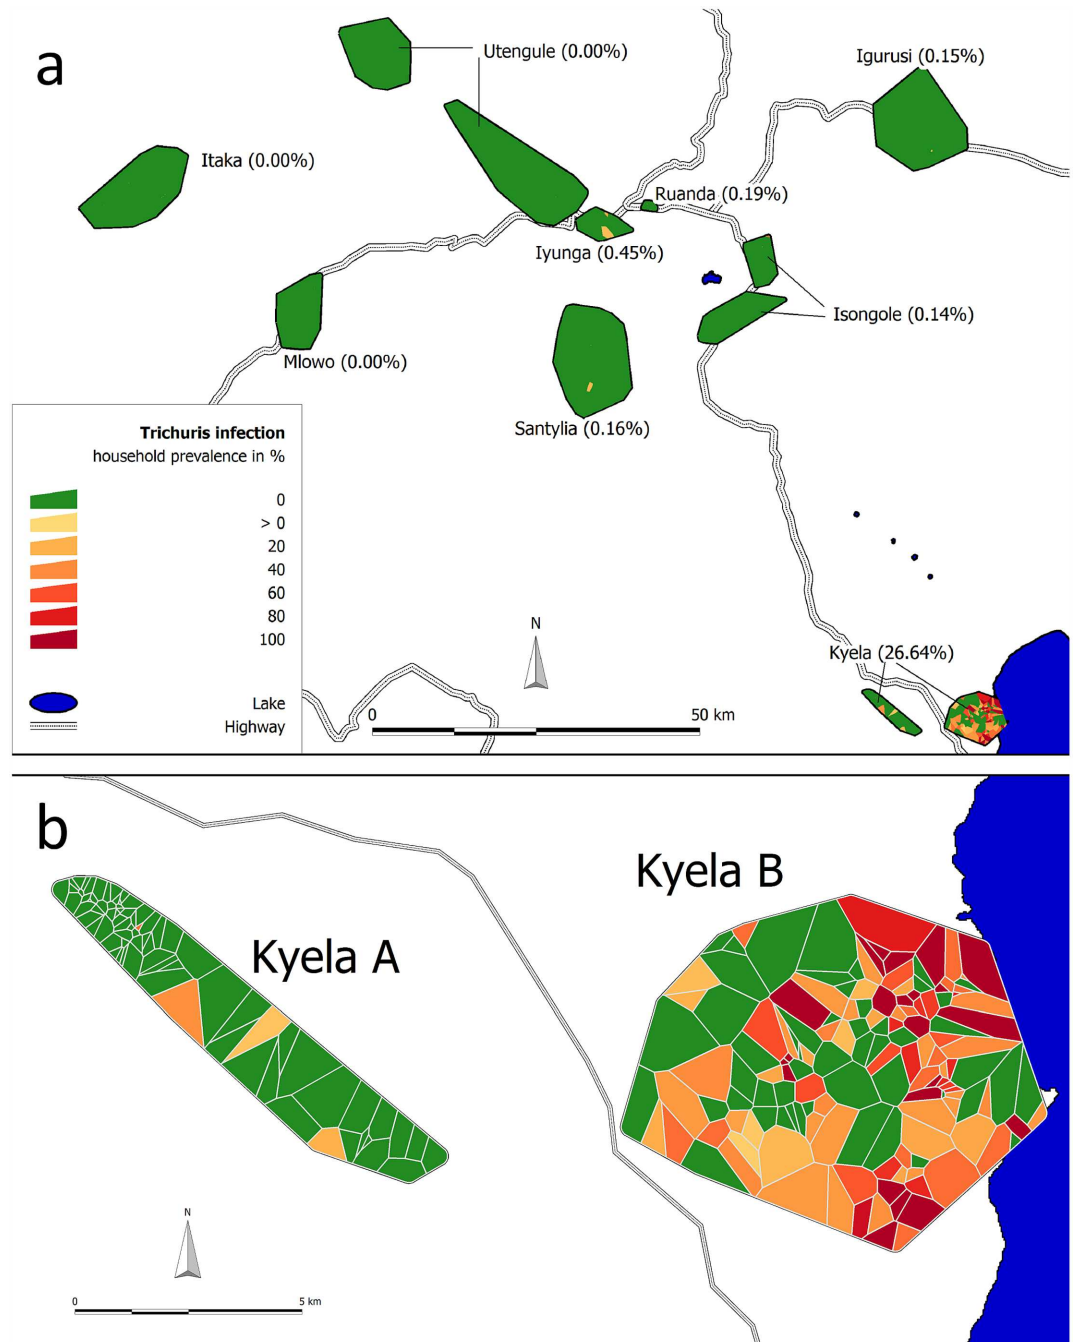 a
Utengule (0.00%)
Igurusi (0.15%)
Itaka (0.00%)
Ruanda (0.19%)
Iyunga (0.45%)
Isongole (0.14%)
Mlowo (0.00%)
Santylia (0.16%)
Trichuris infection
household prevalence in %
0
> 0
20
40
60
80
100
Lake
Highway
N
0 50 km
Kyela (26.64%)
b
Kyela A
Kyela B
N
0 5 km